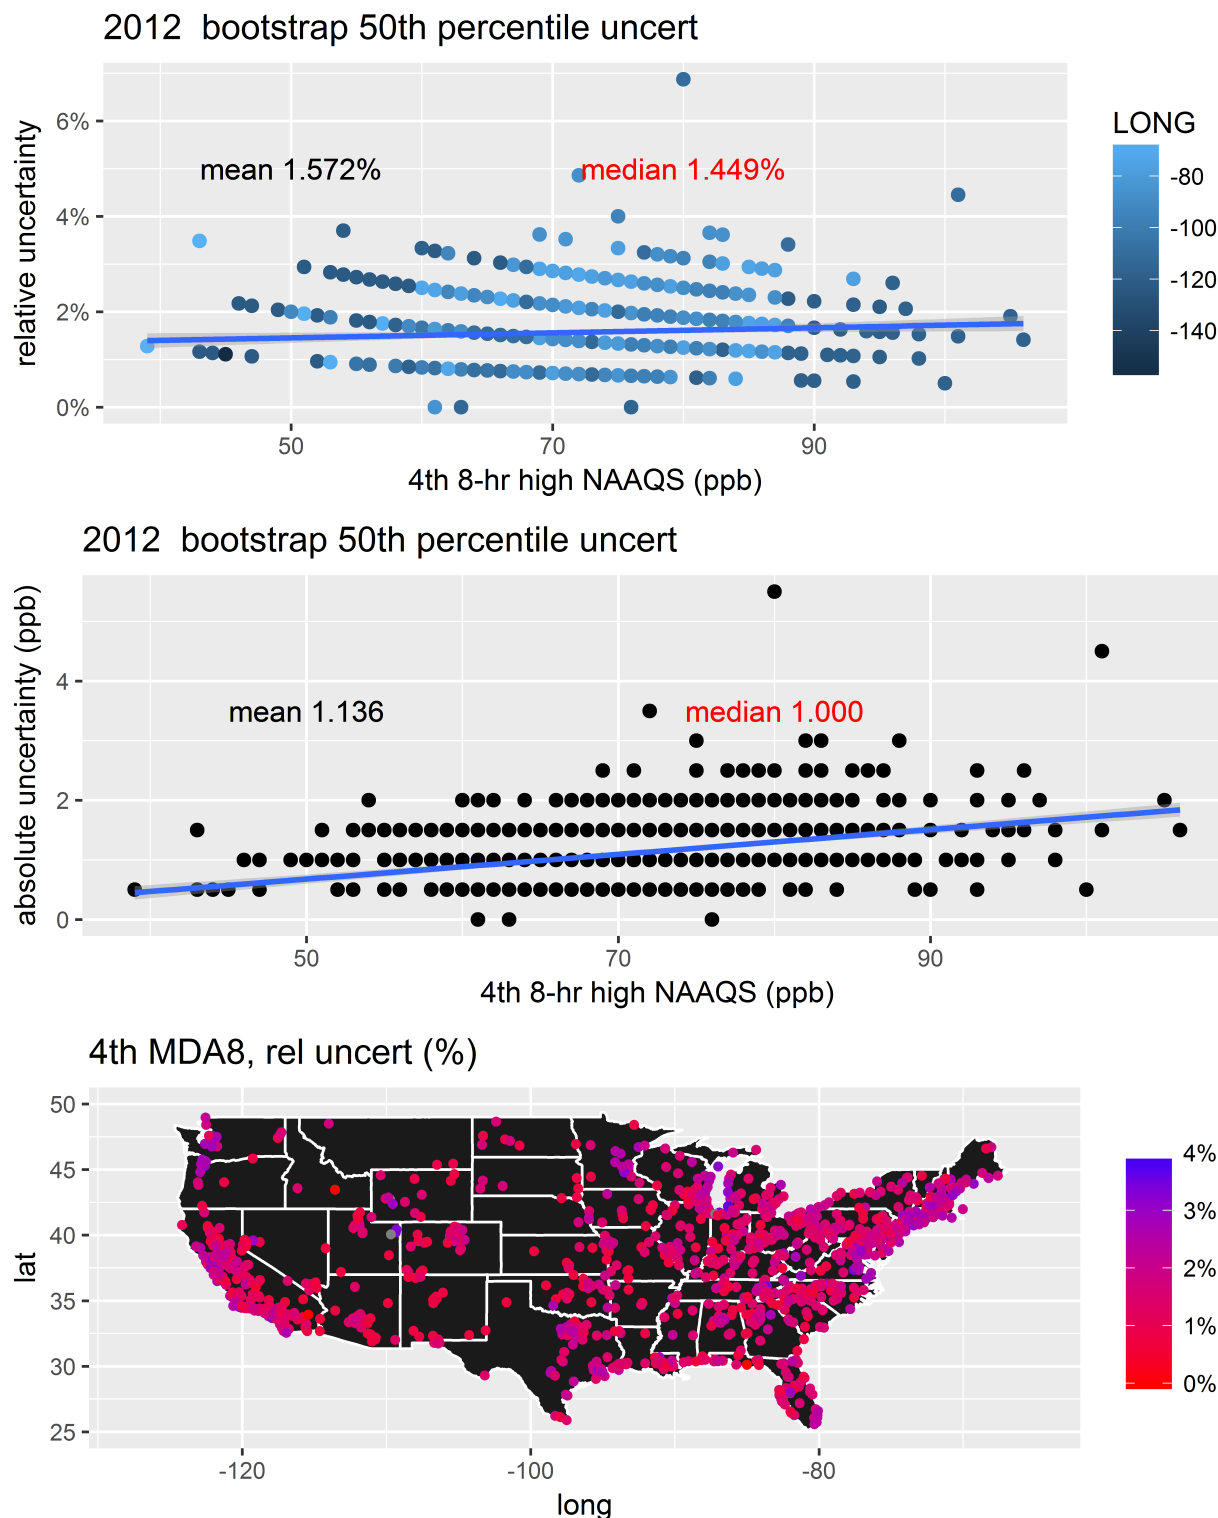 2012  bootstrap 50th percentile uncert
relative uncertainty
6%
4%
2%
0%
mean 1.572%
median 1.449%
50
70
90
4th 8-hr high NAAQS (ppb)
LONG
-80
-100
-120
-140
2012  bootstrap 50th percentile uncert
absolute uncertainty (ppb)
4
2
0
mean 1.136
median 1.000
50
70
90
4th 8-hr high NAAQS (ppb)
4th MDA8, rel uncert (%)
lat
50
45
40
35
30
25
-120
-100
-80
long
4%
3%
2%
1%
0%